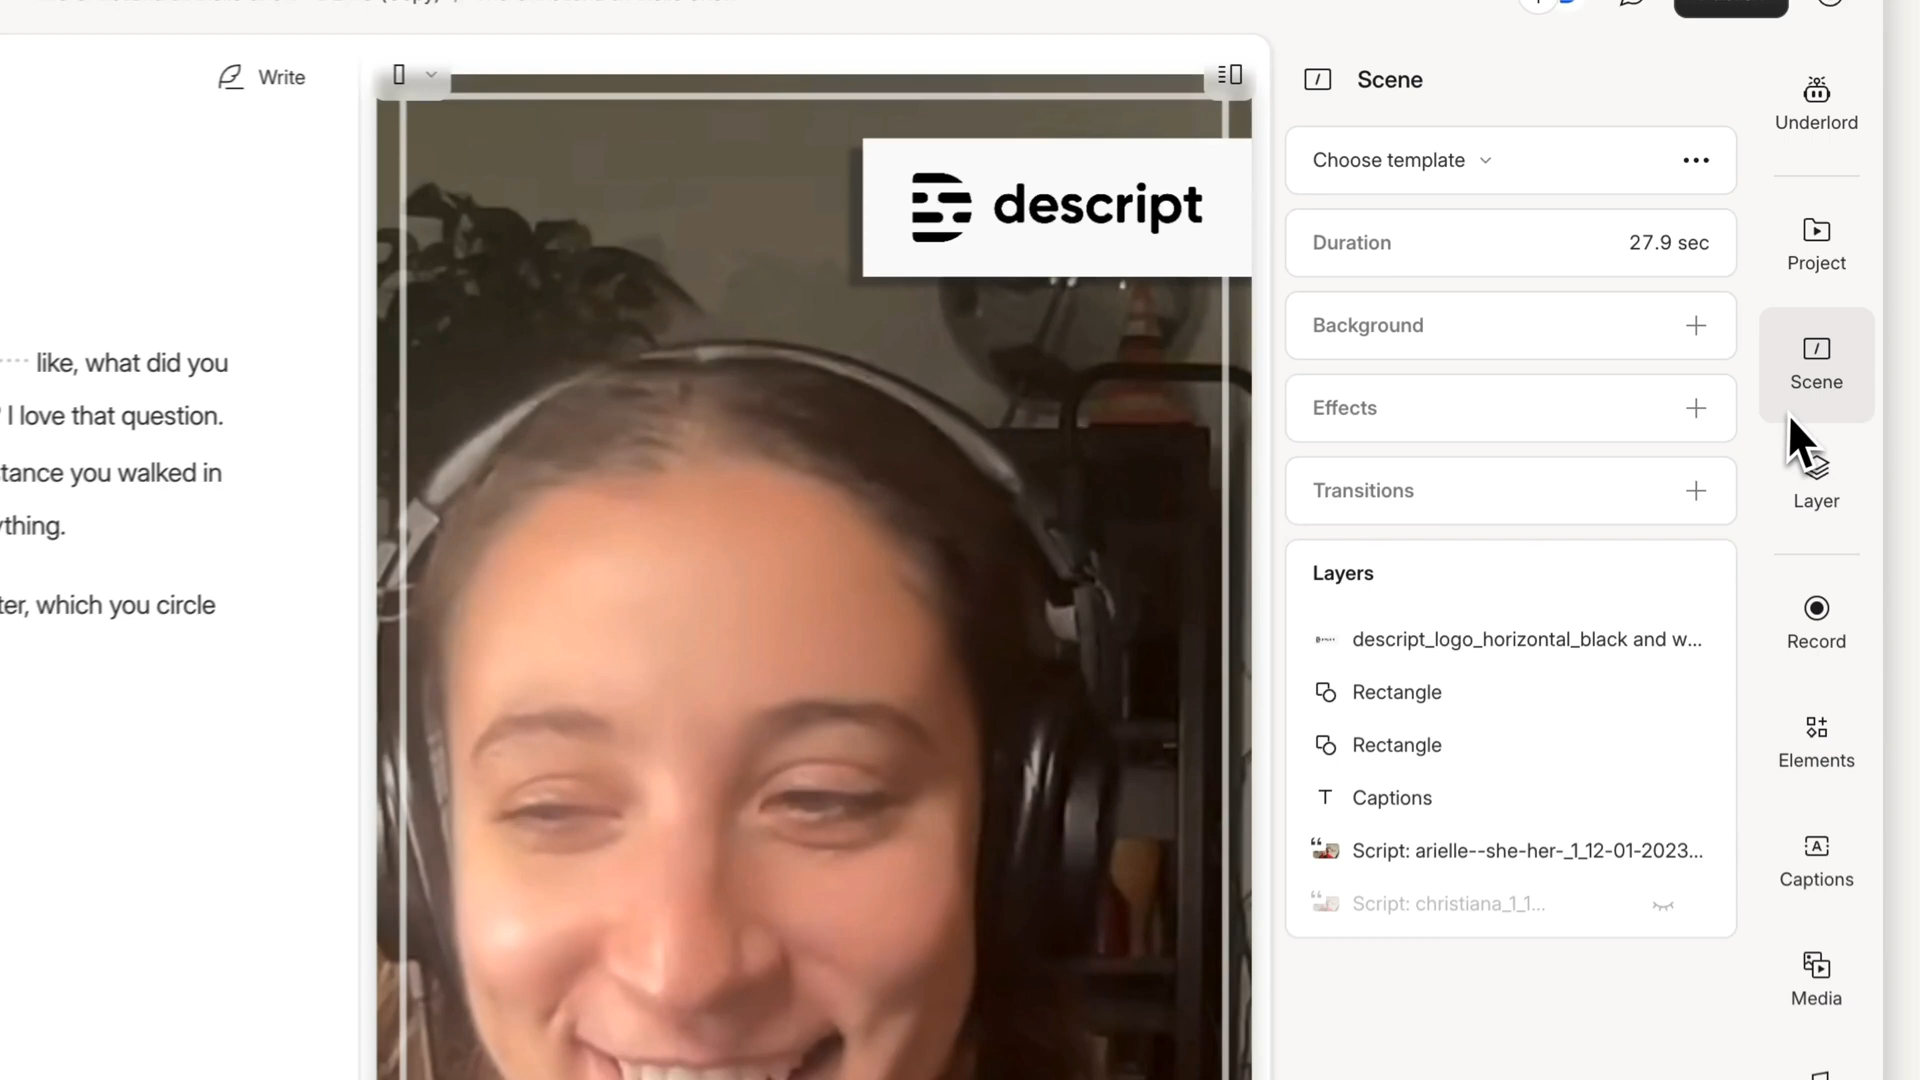 Write
like, what did you
I love that question.
stance you walked in
ything.
ter, which you circle
descript
Scene
Choose template
Duration
27.9 sec
Background
Effects
Transitions
Layers
descript_logo_horizontal_black and w...
Rectangle
Rectangle
Captions
Script: arielle--she-her-_1_12-01-2023...
Script: christiana_1_1...
Underlord
Project
Scene
Layer
Record
Elements
Captions
Media